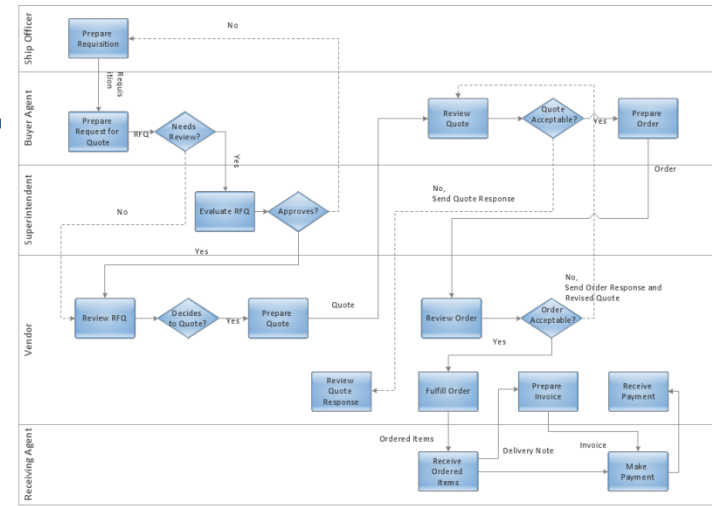 Ship Officer
Prepare
Requisition
No
Requis
ition
Buyer Agent
Prepare
Request for
Quote
RFQ
Needs
Review?
Yes
Review
Quote
Quote
Acceptable?
Yes
Prepare
Order
Order
Superintendent
No
Evaluate RFQ
Approves?
Yes
No,
Send Quote Response
Vendor
Review RFQ
Decides
to Quote?
Yes
Prepare
Quote
Quote
Review Order
Order
Acceptable?
No,
Send Order Response and
Revised Quote
Yes
Review
Quote
Response
Fulfill Order
Prepare
Invoice
Receive
Payment
Receiving Agent
Ordered Items
Receive
Ordered
Items
Delivery Note
Invoice
Make
Payment